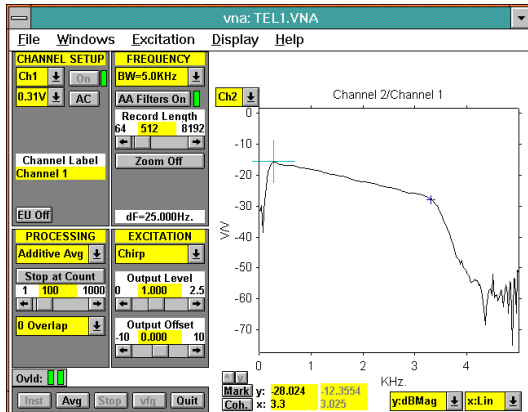 vna: TEL1.VNA
File Windows Excitation Display Help
CHANNEL SETUP
Ch1 On
0.31V AC
Channel Label
Channel 1
EU Off
FREQUENCY
BW=5.0KHz
AA Filters On
Record Length
64 512 8192
Zoom Off
dF=25.000Hz.
PROCESSING
Additive Avg
Stop at Count
1 100 1000
0 Overlap
EXCITATION
Chirp
Output Level
0 1.000 2.5
Output Offset
-10 0.000 10
Ovld:
Inst Avg Stop vfg Quit
Ch2 Channel 2/Channel 1
0
-10
-20
-30
-40
-50
-60
-70
V/V
0 1 2 3 4
KHz.
Mark y: -28.024 -12.3554
Coh. x: 3.3 3.025
y:dBMag x:Lin